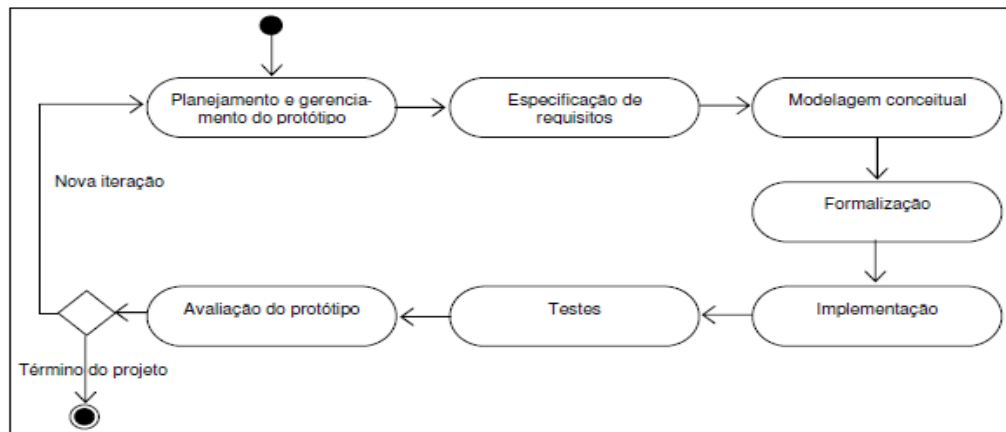 Planejamento e gerencia-
mento do protótipo
Especificação de
requisitos
Modelagem conceitual
Nova iteração
Formalização
Avaliação do protótipo
Testes
Implementação
Término do projeto